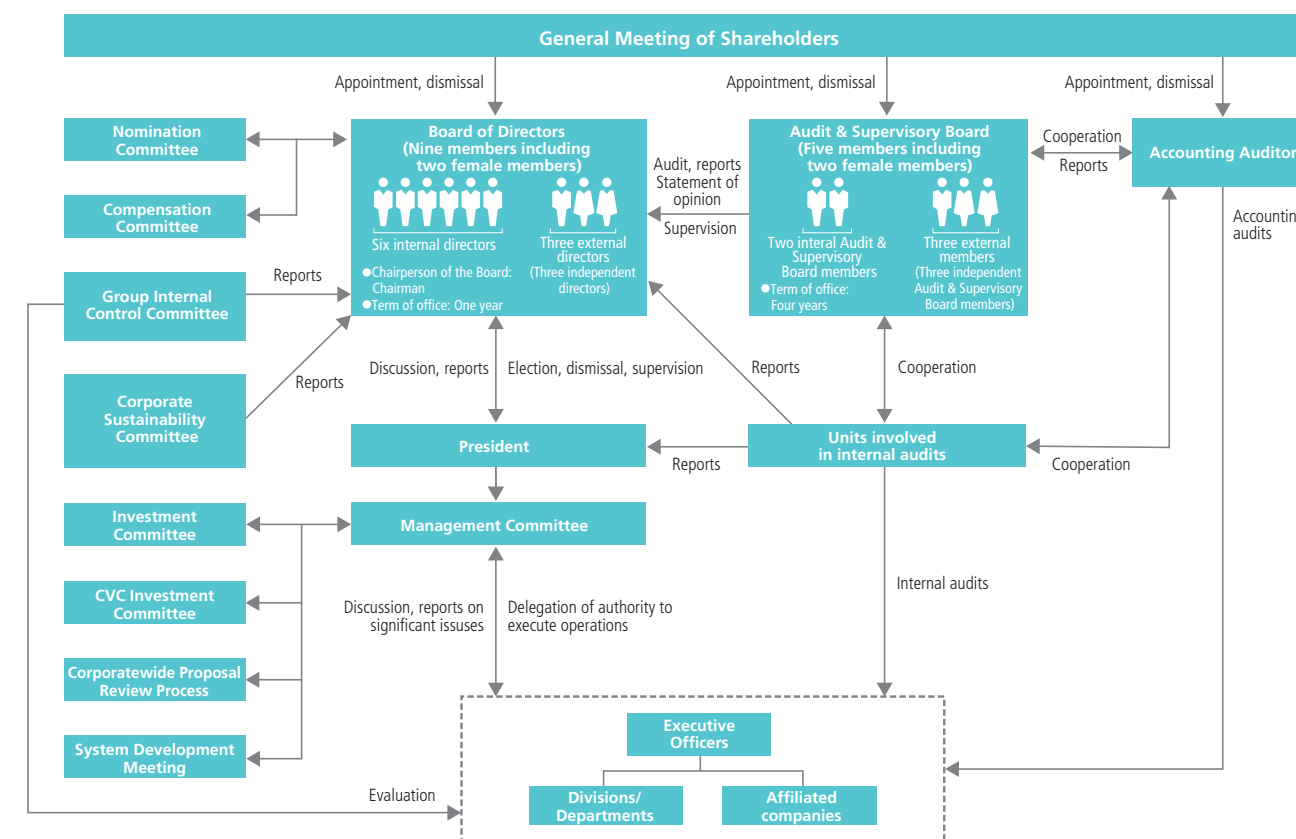 General Meeting of Shareholders
Appointment, dismissal
Appointment, dismissal
Appointment, dismissal
Nomination
Committee
Compensation
Committee
Group Internal
Control Committee
Corporate
Sustainability
Committee
Reports
Reports
Board of Directors
(Nine members including
two female members)
Six internal directors
●Chairperson of the Board:
Chairman
●Term of office: One year
Three external
directors
(Three independent
directors)
Audit, reports
Statement of
opinion
Supervision
Audit & Supervisory Board
(Five members including
two female members)
Two interal Audit &
Supervisory
Board members
●Term of office:
Four years
Three external
members
(Three independent
Audit & Supervisory
Board members)
Cooperation
Reports
Accounting Auditor
Accounting
audits
Discussion, reports
Election, dismissal, supervision
Reports
Cooperation
President
Reports
Units involved
in internal audits
Cooperation
Management Committee
Investment
Committee
CVC Investment
Committee
Corporatewide Proposal
Review Process
System Development
Meeting
Discussion, reports on
significant issuses
Delegation of authority to
execute operations
Internal audits
Evaluation
Executive
Officers
Divisions/
Departments
Affiliated
companies